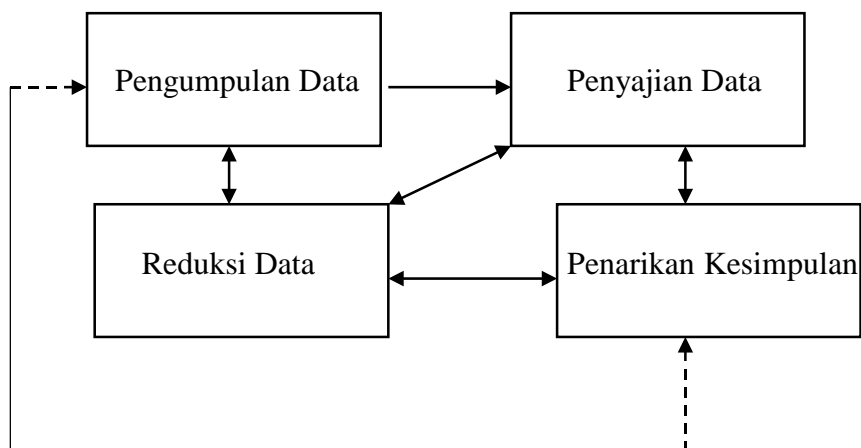 Pengumpulan Data
Penyajian Data
Reduksi Data
Penarikan Kesimpulan